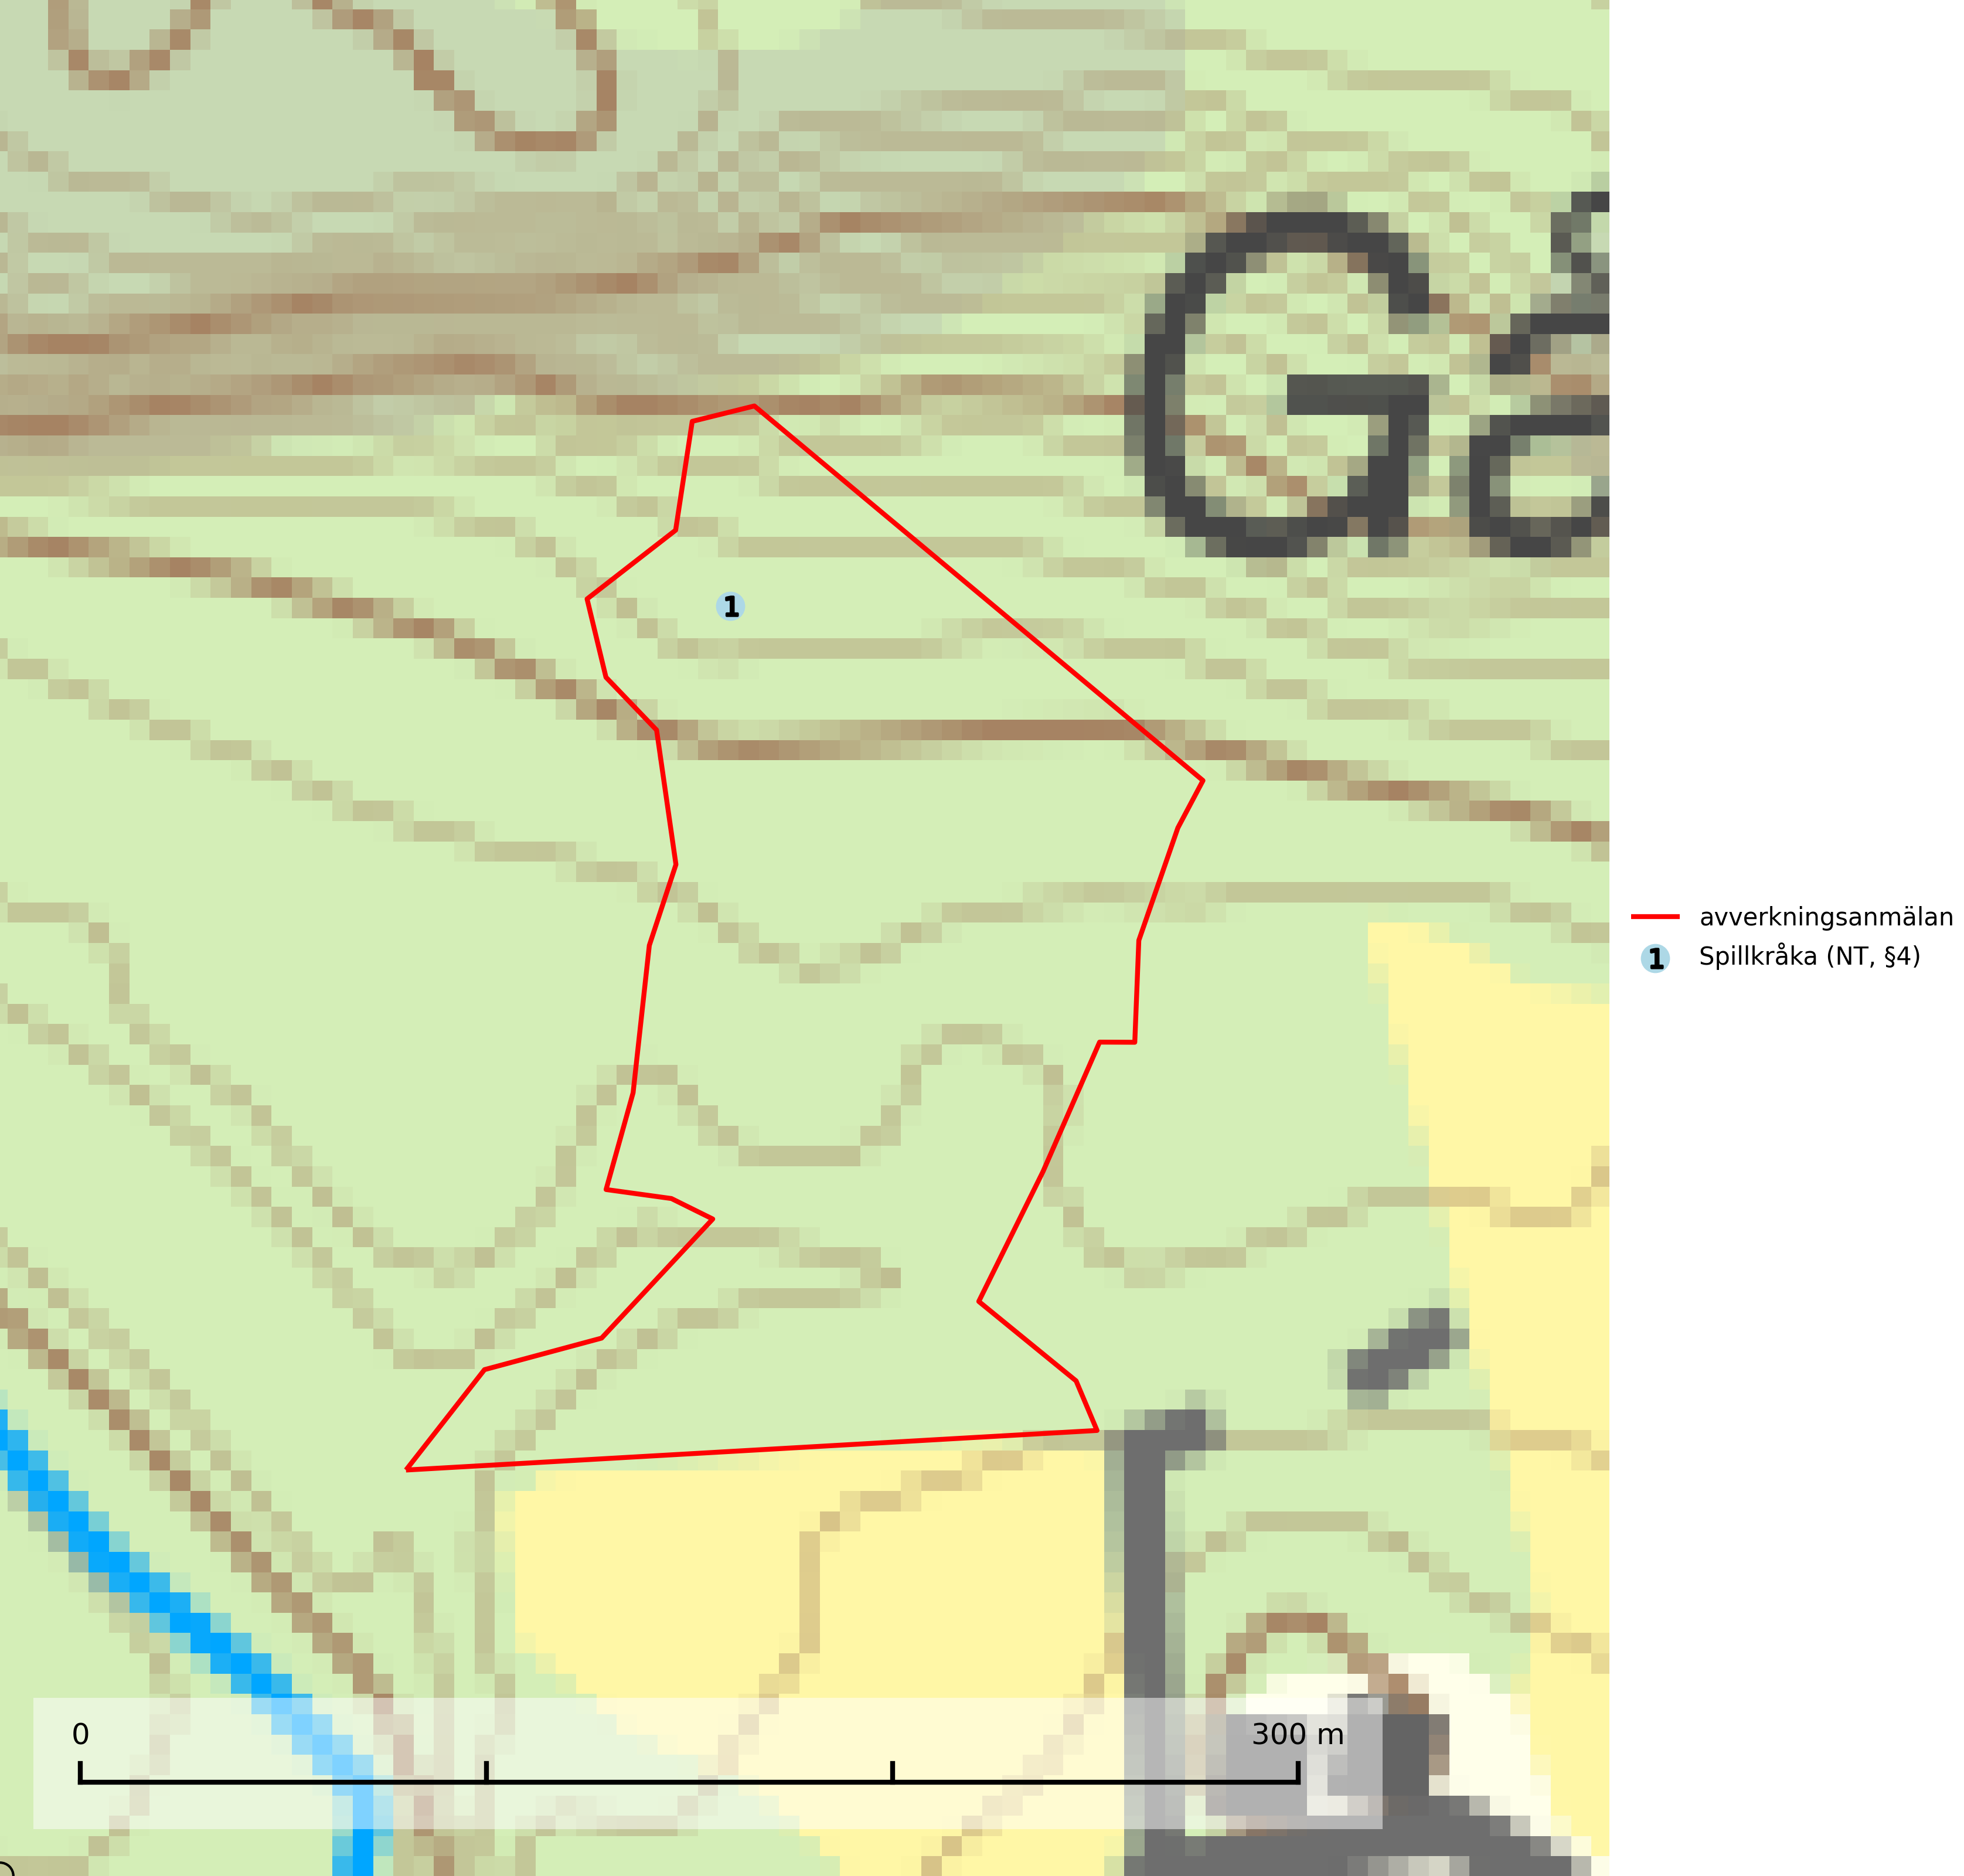 G
1
avverkningsanmälan
1 Spillkråka (NT, §4)
0 300 m